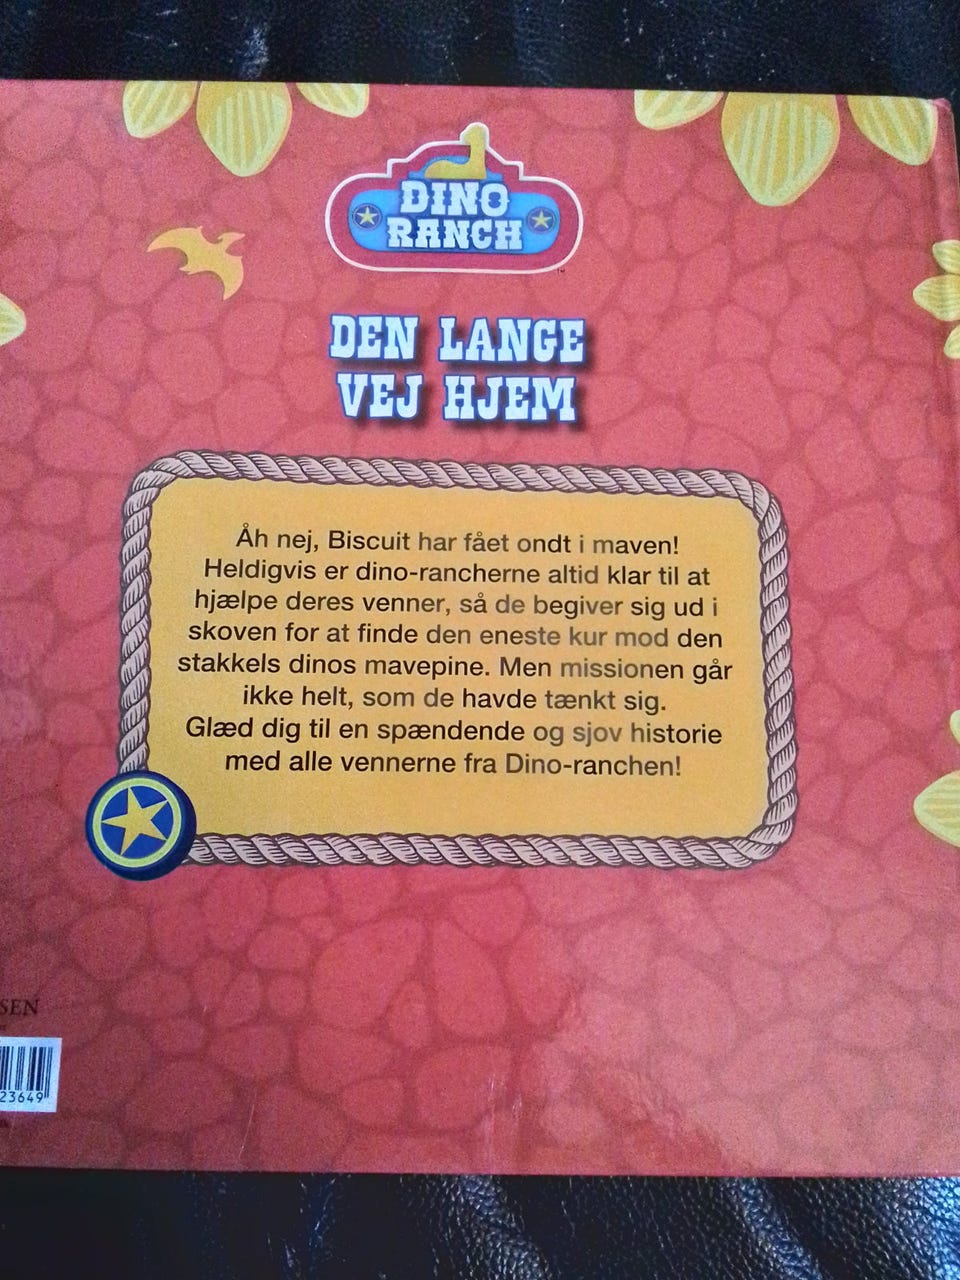 DINO
RANCH
DEN LANGE
VEJ HJEM
Åh nej, Biscuit har fået ondt i maven!
Heldigvis er dino-rancherne altid klar til at
hjælpe deres venner, så de begiver sig ud i
skoven for at finde den eneste kur mod den
stakkels dinos mavepine. Men missionen går
ikke helt, som de havde tænkt sig.
Glæd dig til en spændende og sjov historie
med alle vennerne fra Dino-ranchen!
SEN
23649